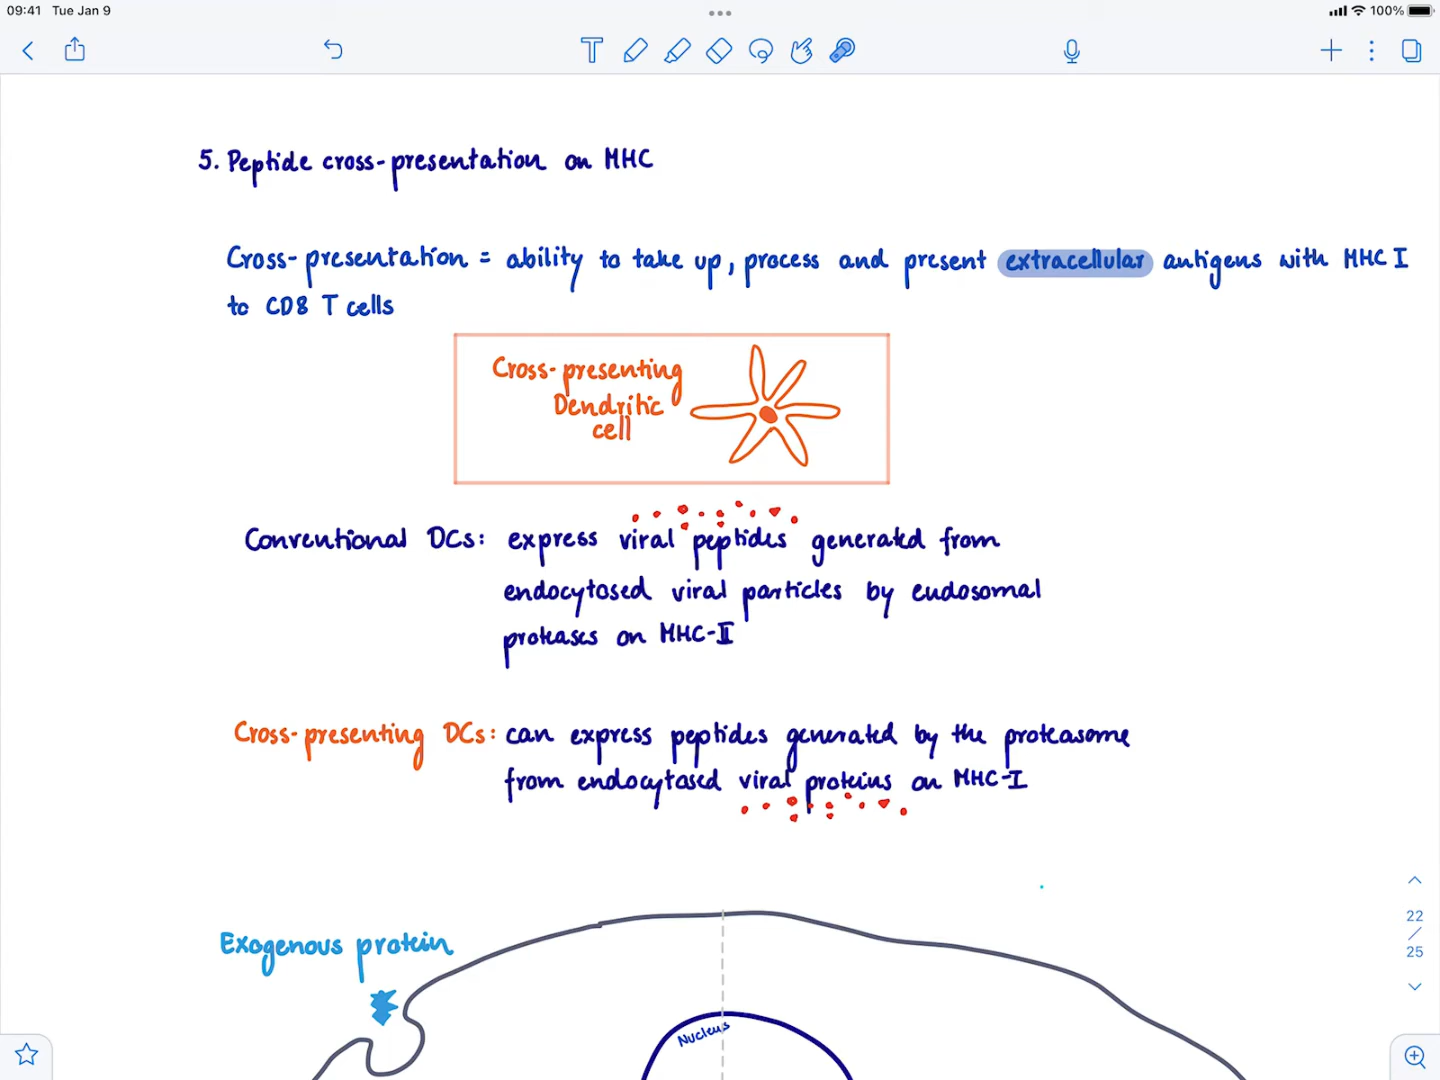 09:41 Tue Jan 9
100%
5. Peptide cross-presentation on MHC
Cross-presentation = ability to take up, process and present extracellular antigens with MHC I
to CD8 T cells
Cross-presenting
Dendritic
cell
Conventional DCs: express viral peptides generated from
endocytosed viral particles by endosomal
proteases on MHC-II
Cross-presenting DCs: can express peptides generated by the proteasome
from endocytosed viral proteins on MHC-I
Exogenous protein
Nucleus
22
/
25